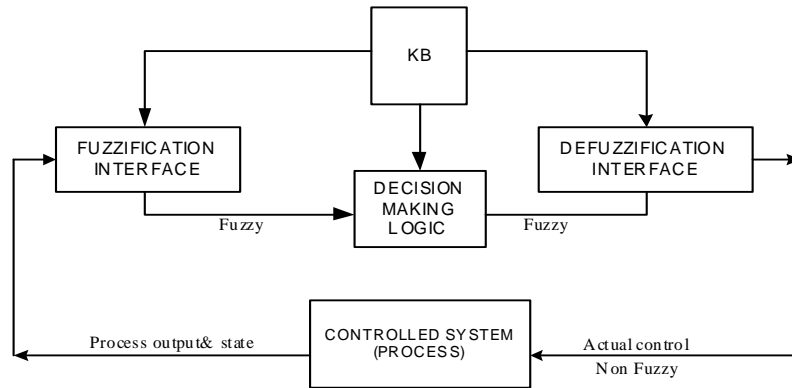 KB
FUZZIFICATION
INTERFACE
DEFUZZIFICATION
INTERFACE
DECISION
MAKING
LOGIC
Fuzzy
Fuzzy
CONTROLLED SYSTEM
(PROCESS)
Process output& state
Actual control
Non Fuzzy